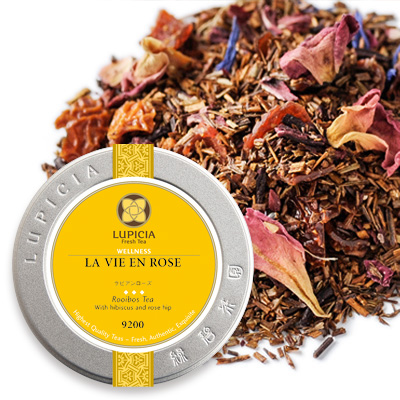 LUPICIA
LUPICIA
Fresh Tea
WELLNESS
LA VIE EN ROSE
ラビアンローズ
Rooibos Tea
With hibiscus and rose hip
9200
Highest Quality Teas – Fresh, Authentic, Exquisite
緑碧茶園